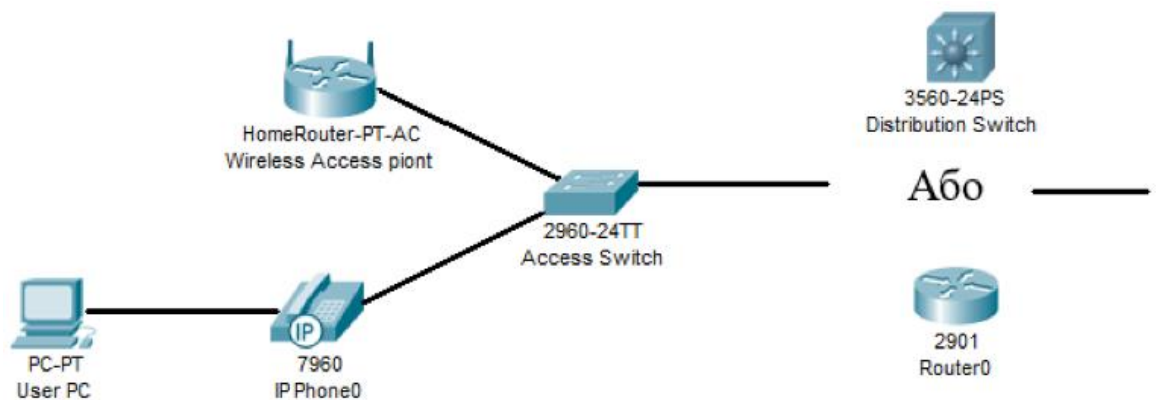 HomeRouter-PT-AC
Wireless Access piont
PC-PT
User PC
IP
7960
IP Phone0
2960-24TT
Access Switch
3560-24PS
Distribution Switch
Або
2901
Router0